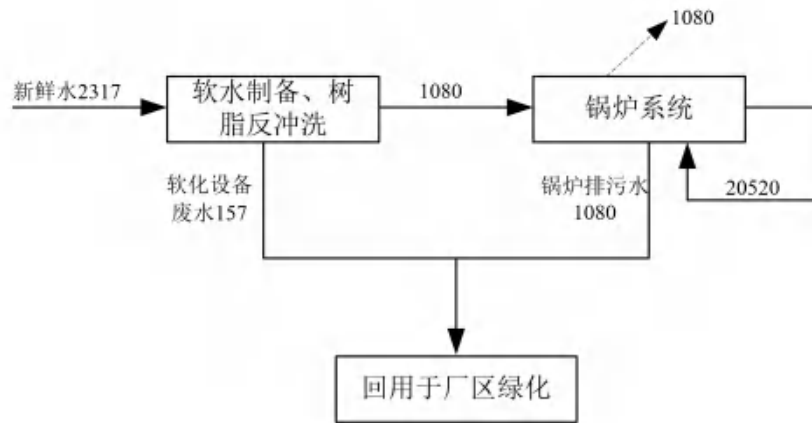 1080
新鲜水2317
软水制备、树
脂反冲洗
1080
锅炉系统
软化设备
废水157
锅炉排污水
1080
20520
回用于厂区绿化